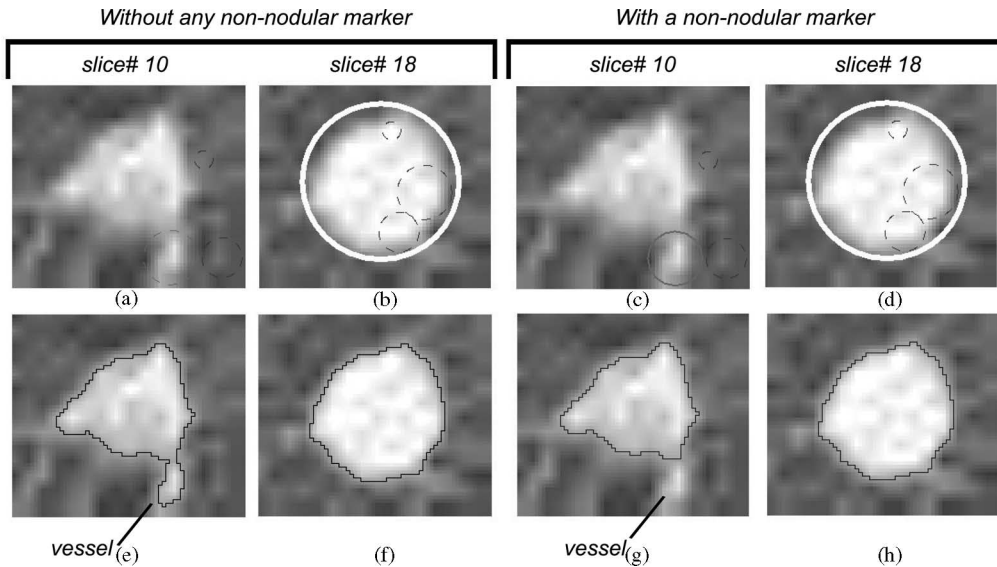 Without any non-nodular marker
With a non-nodular marker
slice# 10
slice# 18
slice# 10
slice# 18
(a)
(b)
(c)
(d)
vessel
(e)
(f)
vessel
(g)
(h)